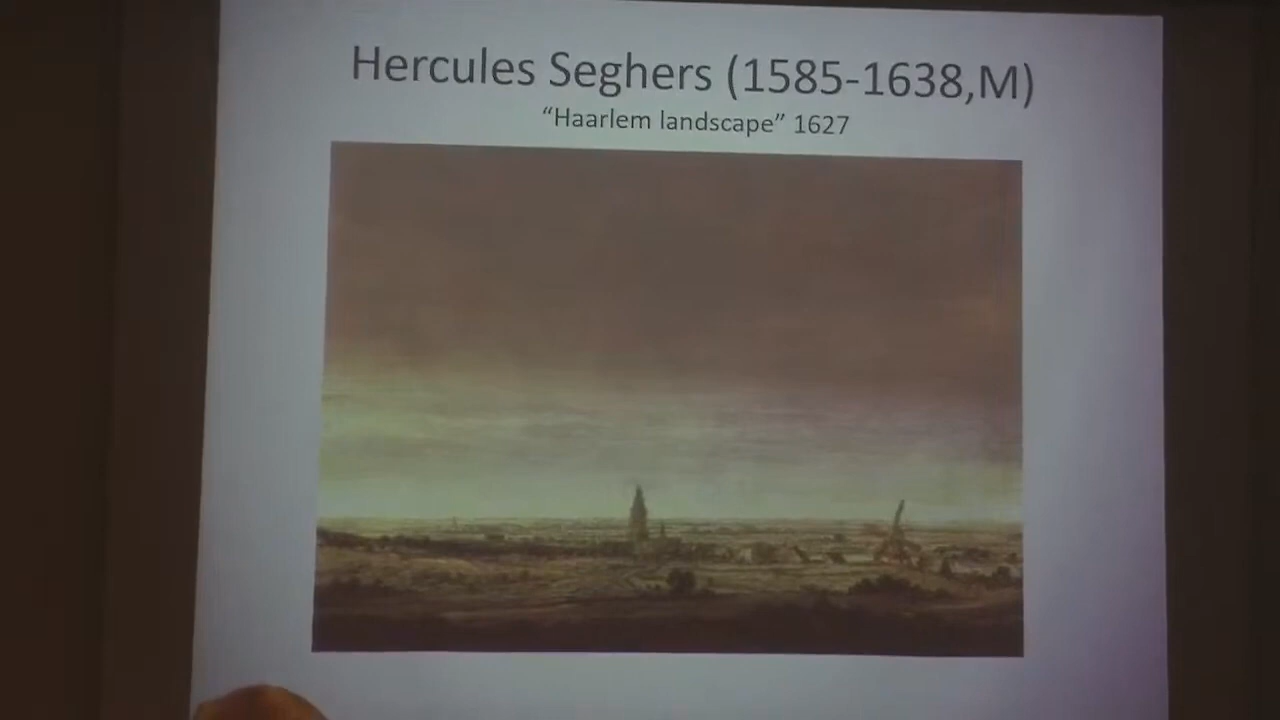 Hercules Seghers (1585-1638,M)
“Haarlem landscape” 1627